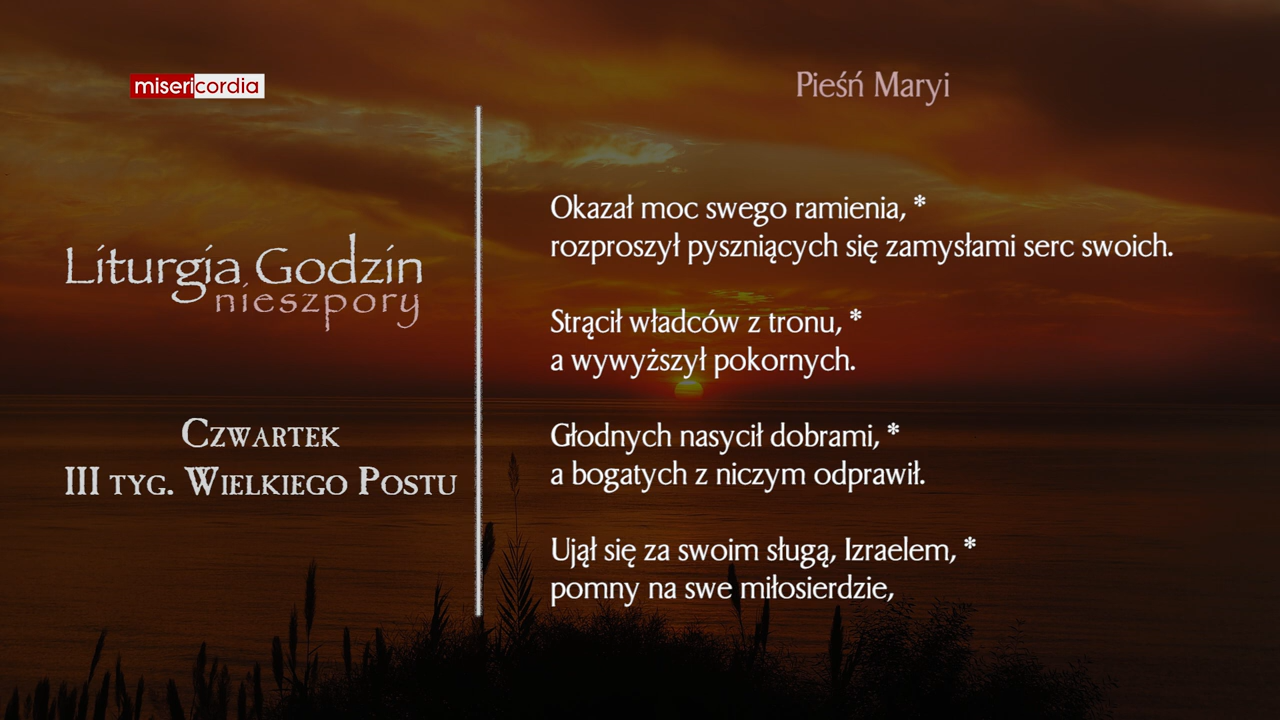 misericordia
Liturgia Godzin
nieszpory
Czwartek
III tyg. Wielkiego Postu
Pieśń Maryi
Okazał moc swego ramienia, *
rozproszył pyszniących się zamysłami serc swoich.
Strącił władców z tronu, *
a wywyższył pokornych.
Głodnych nasycił dobrami, *
a bogatych z niczym odprawił.
Ujął się za swoim sługą, Izraelem, *
pomny na swe miłosierdzie,